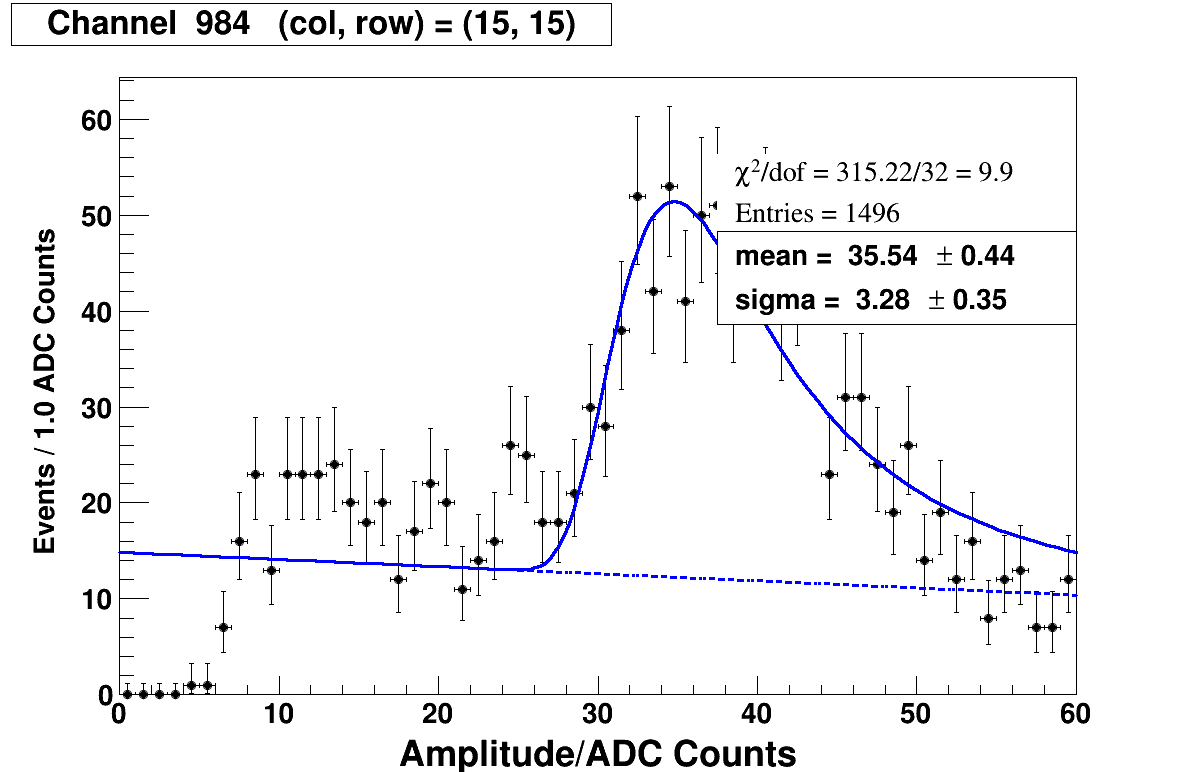 Channel 984 (col, row) = (15, 15)
χ²/dof = 315.22/32 = 9.9
Entries = 1496
mean = 35.54 ± 0.44
sigma = 3.28 ± 0.35
Events / 1.0 ADC Counts
60
50
40
30
20
10
0
0 10 20 30 40 50 60
Amplitude/ADC Counts